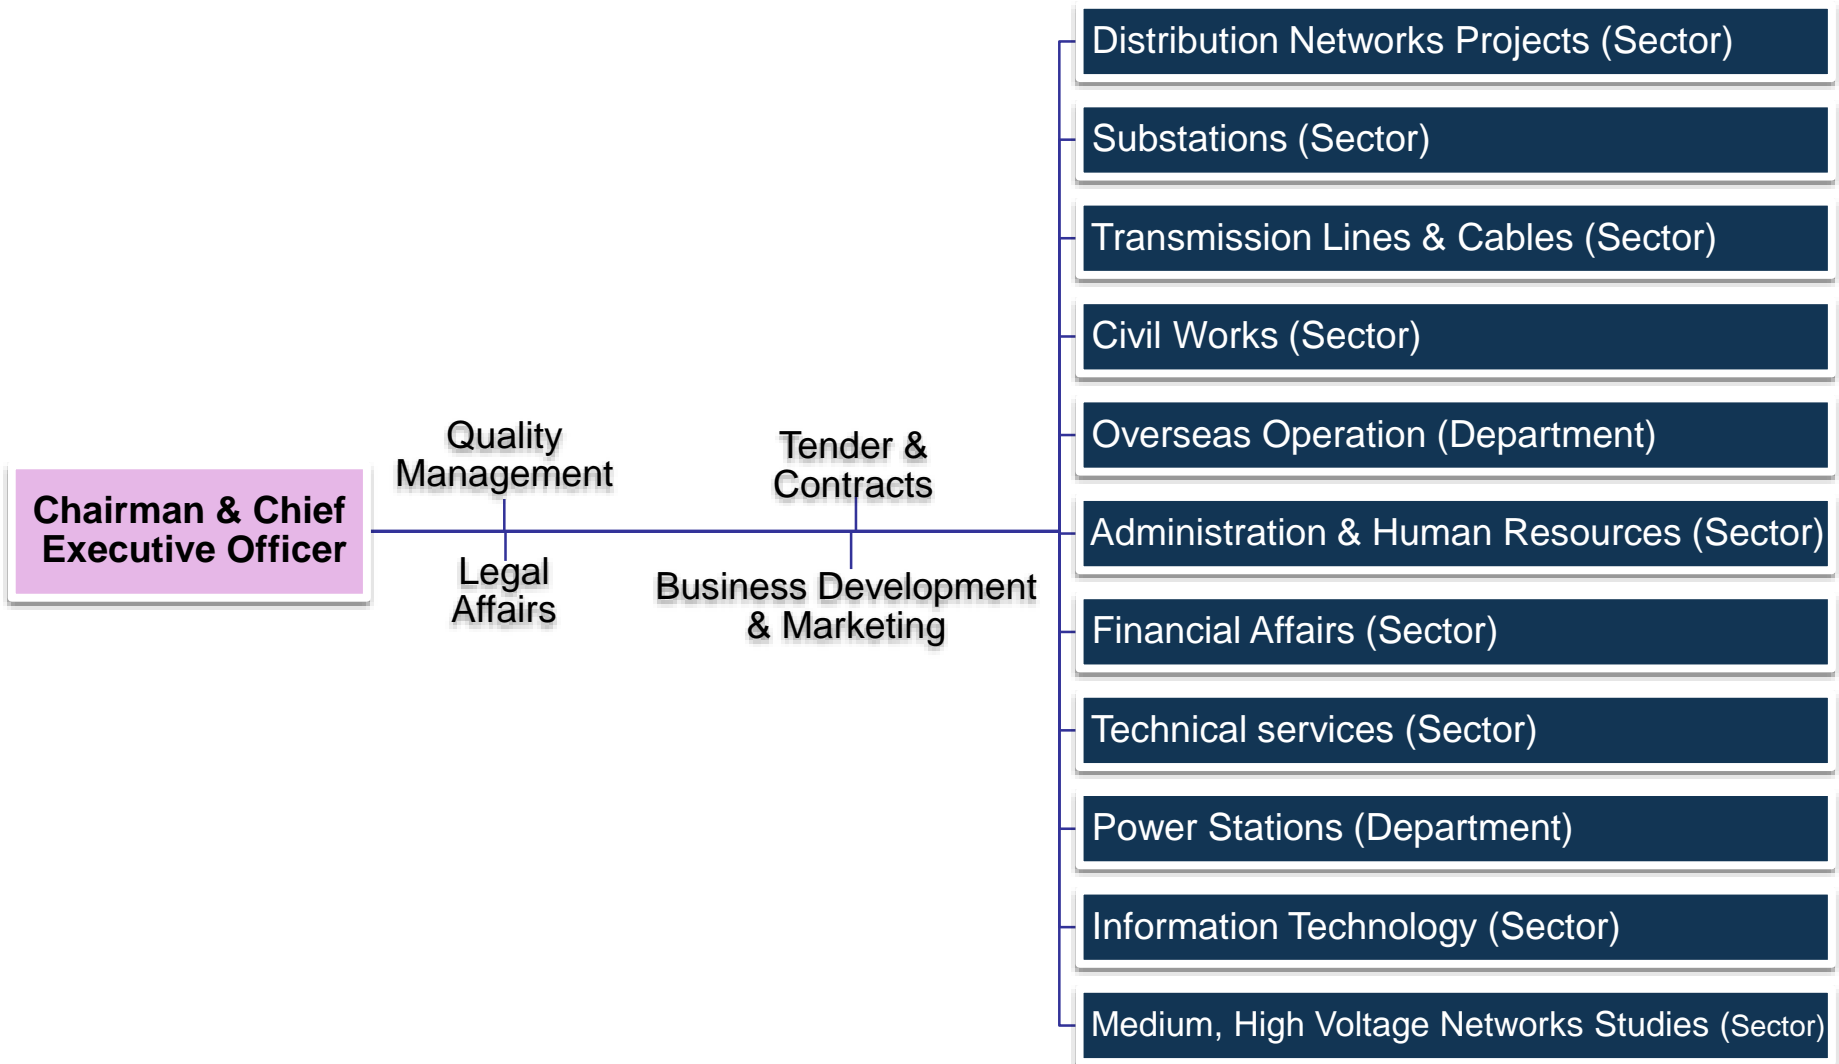 Chairman & Chief
Executive Officer
Quality
Management
Legal
Affairs
Tender &
Contracts
Business Development
& Marketing
Distribution Networks Projects (Sector)
Substations (Sector)
Transmission Lines & Cables (Sector)
Civil Works (Sector)
Overseas Operation (Department)
Administration & Human Resources (Sector)
Financial Affairs (Sector)
Technical services (Sector)
Power Stations (Department)
Information Technology (Sector)
Medium, High Voltage Networks Studies (Sector)